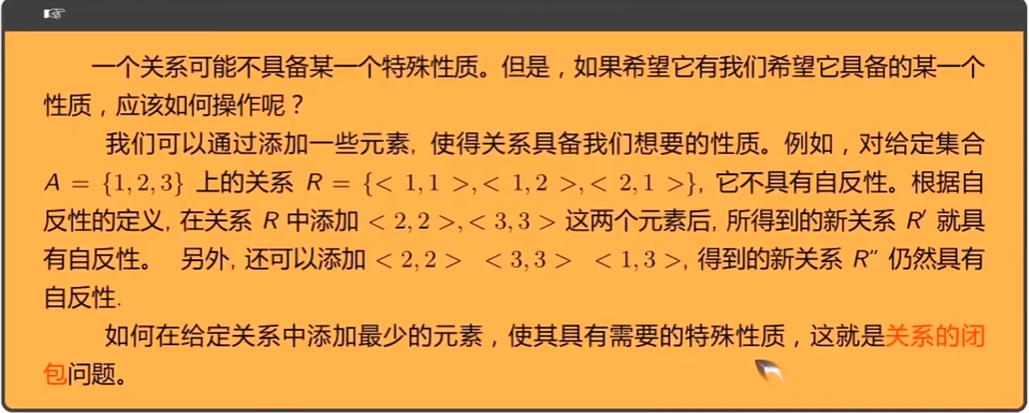 一个关系可能不具备某一个特殊性质。但是，如果希望它有我们希望它具备的某一个
性质，应该如何操作呢？
我们可以通过添加一些元素, 使得关系具备我们想要的性质。例如，对给定集合
A = {1, 2, 3} 上的关系 R = {< 1, 1 >, < 1, 2 >, < 2, 1 >}, 它不具有自反性。根据自
反性的定义, 在关系 R 中添加 < 2, 2 >, < 3, 3 > 这两个元素后, 所得到的新关系 R′ 就具
有自反性。 另外, 还可以添加 < 2, 2 > < 3, 3 > < 1, 3 >, 得到的新关系 R″ 仍然具有
自反性.
如何在给定关系中添加最少的元素，使其具有需要的特殊性质，这就是关系的闭
包问题。